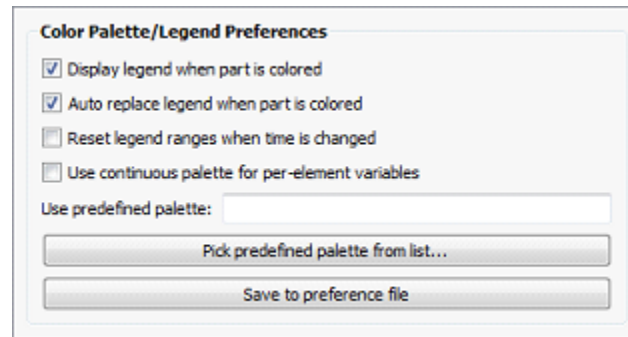 Color Palette/Legend Preferences
Display legend when part is colored
Auto replace legend when part is colored
Reset legend ranges when time is changed
Use continuous palette for per-element variables
Use predefined palette:
Pick predefined palette from list...
Save to preference file